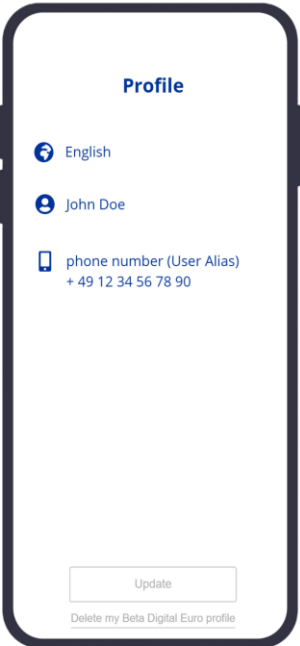 Profile
English
John Doe
phone number (User Alias)
+ 49 12 34 56 78 90
Update
Delete my Beta Digital Euro profile